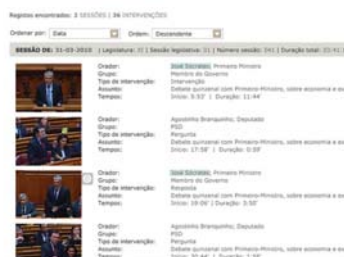 Registos encontrados: 3 SESSÕES | 36 INTERVENÇÕES
Ordenar por: Data Ordem: Descendente
SESSÃO DE: 31-03-2010 | Legislatura: | Sessão legislativa: | Número sessão: | Duração total:
Orador: José Sócrates, Primeiro Ministro
Grupo: Membro do Governo
Tipo de intervenção: Intervenção
Assunto: Debate quinzenal com Primeiro-Ministro, sobre economia e
Tempos: Início: 5:53' | Duração: 11:44'
Orador: Agostinho Branquinho, Deputado
Grupo: PSD
Tipo de intervenção: Pergunta
Assunto: Debate quinzenal com Primeiro-Ministro, sobre economia e
Tempos: Início: 17:58' | Duração: 0:59'
Orador: José Sócrates, Primeiro Ministro
Grupo: Membro do Governo
Tipo de intervenção: Resposta
Assunto: Debate quinzenal com Primeiro-Ministro, sobre economia e
Tempos: Início: 19:06' | Duração: 3:50'
Orador: Agostinho Branquinho, Deputado
Grupo: PSD
Tipo de intervenção: Pergunta
Assunto: Debate quinzenal com Primeiro-Ministro, sobre economia e
Tempos: Início: | Duração: